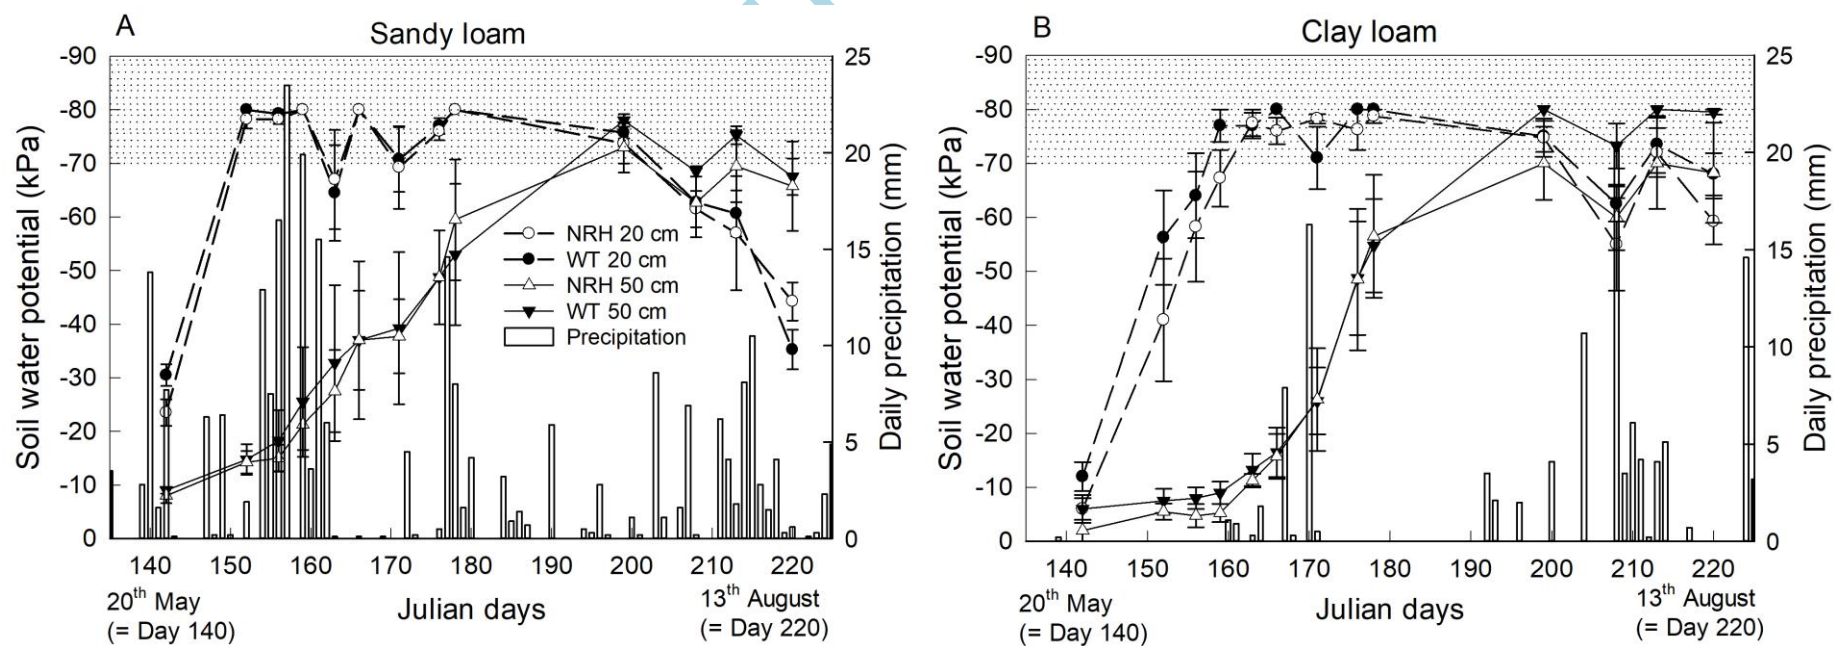 A
Sandy loam
Soil water potential (kPa)
-90
-80
-70
-60
-50
-40
-30
-20
-10
0
25
20
15
10
5
0
Daily precipitation (mm)
NRH 20 cm
WT 20 cm
NRH 50 cm
WT 50 cm
Precipitation
140 150 160 170 180 190 200 210 220
20th May
(= Day 140)
Julian days
13th August
(= Day 220)
B
Clay loam
Soil water potential (kPa)
-90
-80
-70
-60
-50
-40
-30
-20
-10
0
25
20
15
10
5
0
Daily precipitation (mm)
140 150 160 170 180 190 200 210 220
20th May
(= Day 140)
Julian days
13th August
(= Day 220)